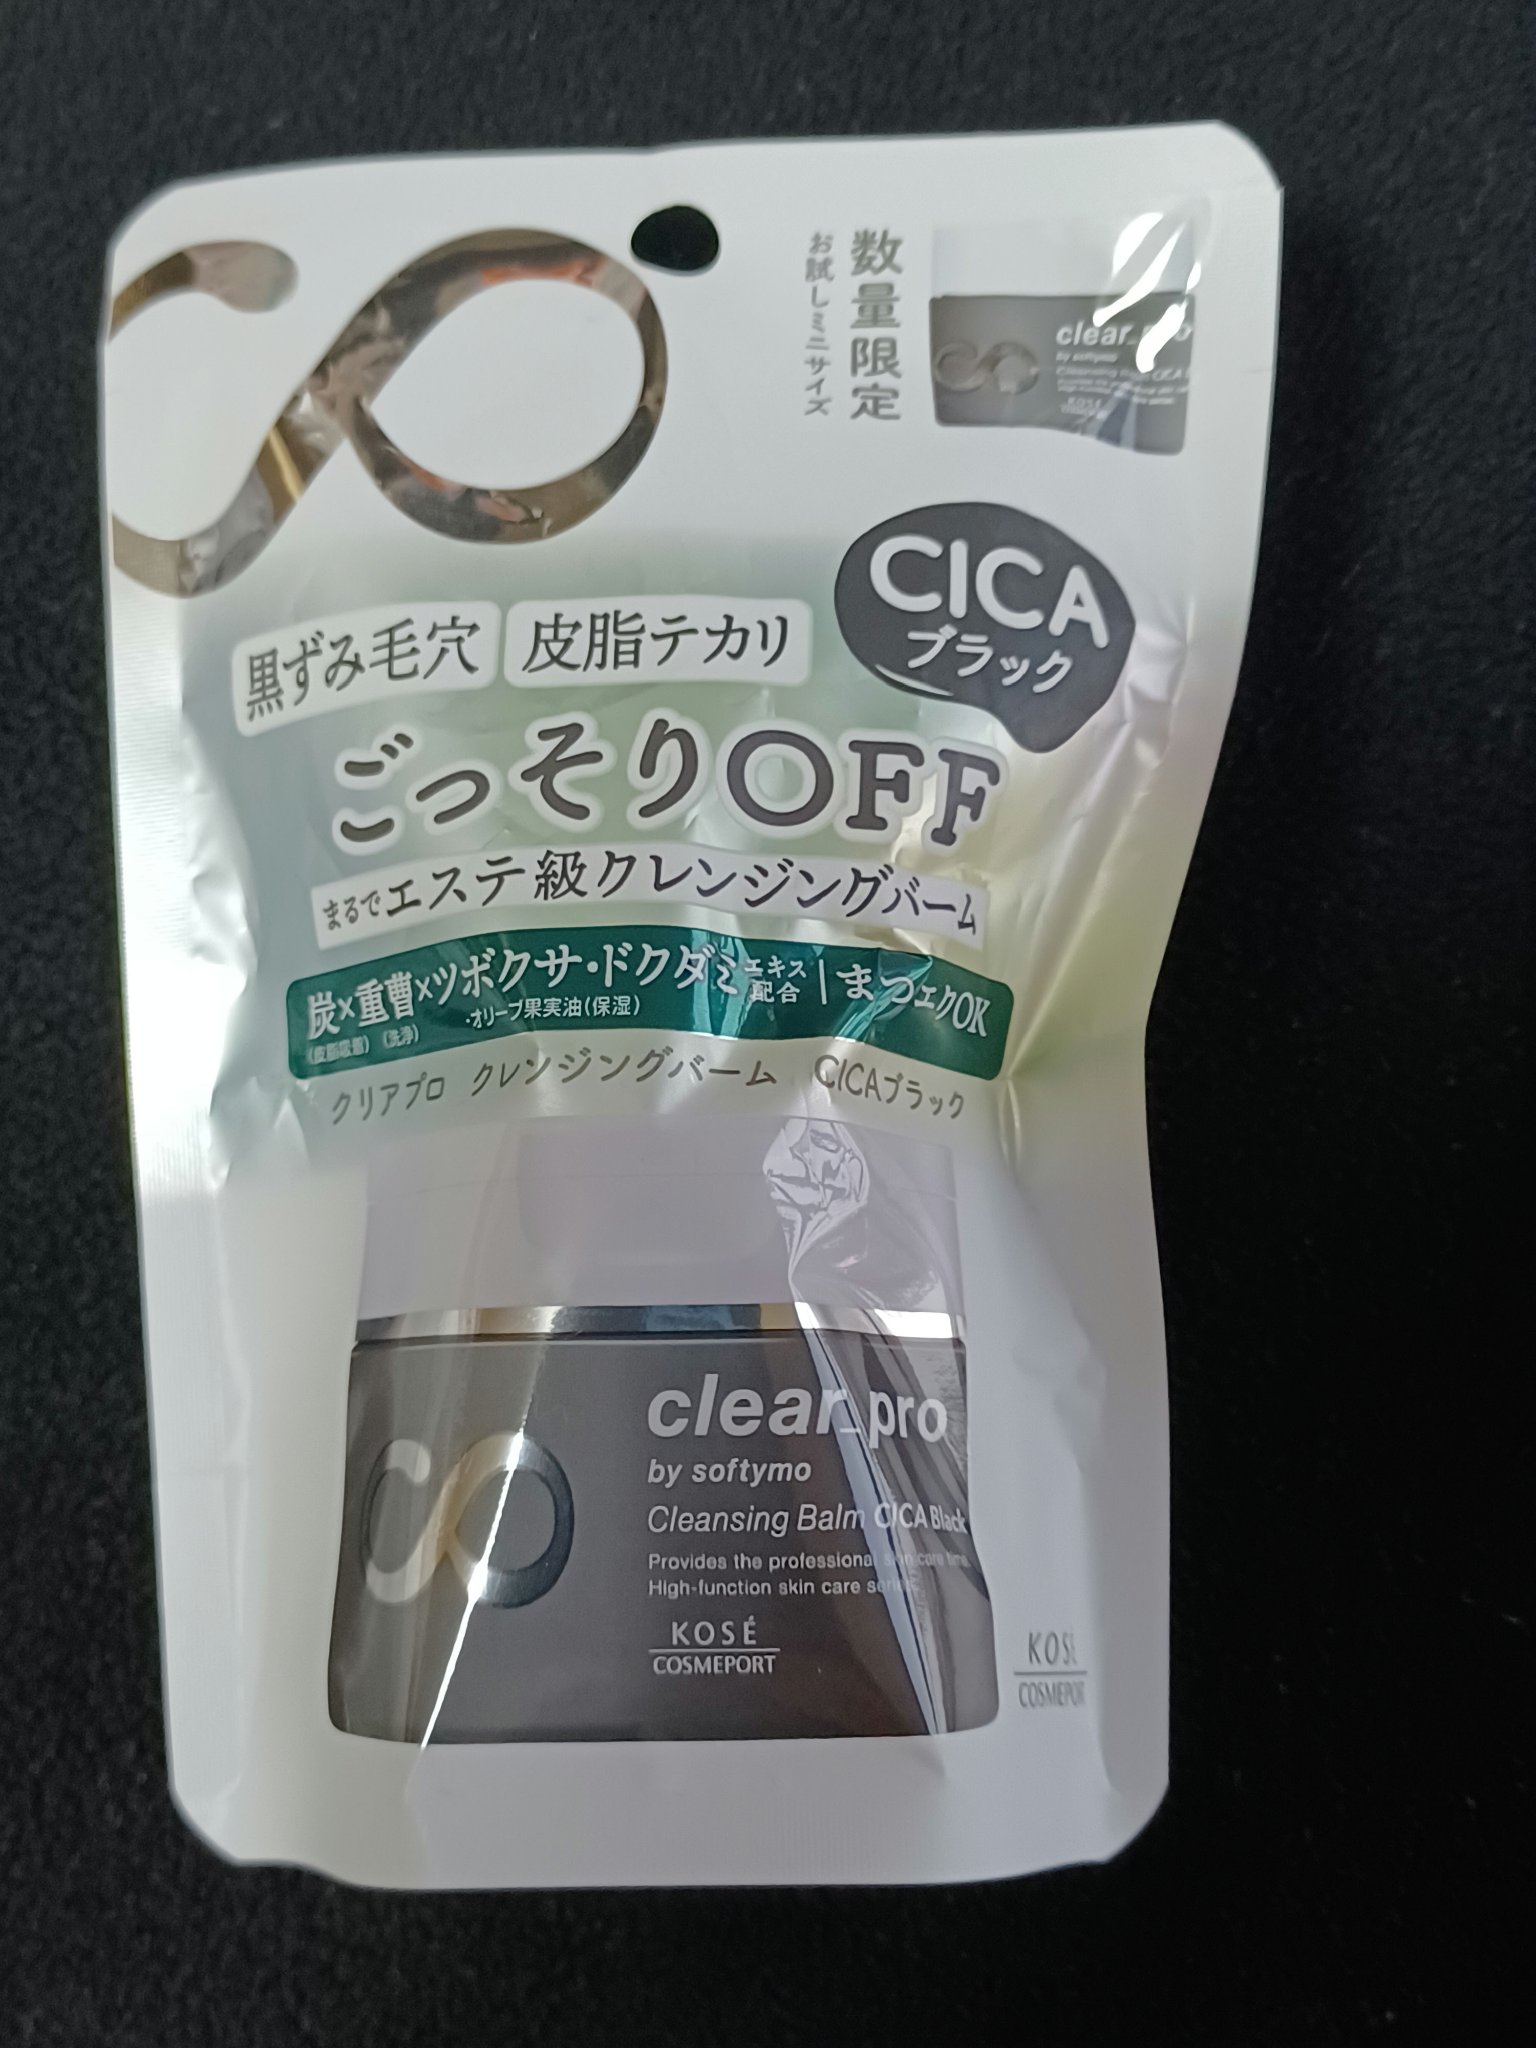 数量限定
お試しミニサイズ
clear_pro
by softymo
CICA
ブラック
黒ずみ毛穴 皮脂テカリ
ごっそりOFF
まるでエステ級クレンジングバーム
炭×重曹×ツボクサ・ドクダミエキス配合|まつエクOK
(皮脂吸着) (洗浄) ・オリーブ果実油(保湿)
クリアプロ クレンジングバーム CICAブラック
clear_pro
by softymo
Cleansing Balm CICA Black
Provides the professional skin care time.
High-function skin care series.
KOSÉ
COSMEPORT
KOSÉ
COSMEPORT